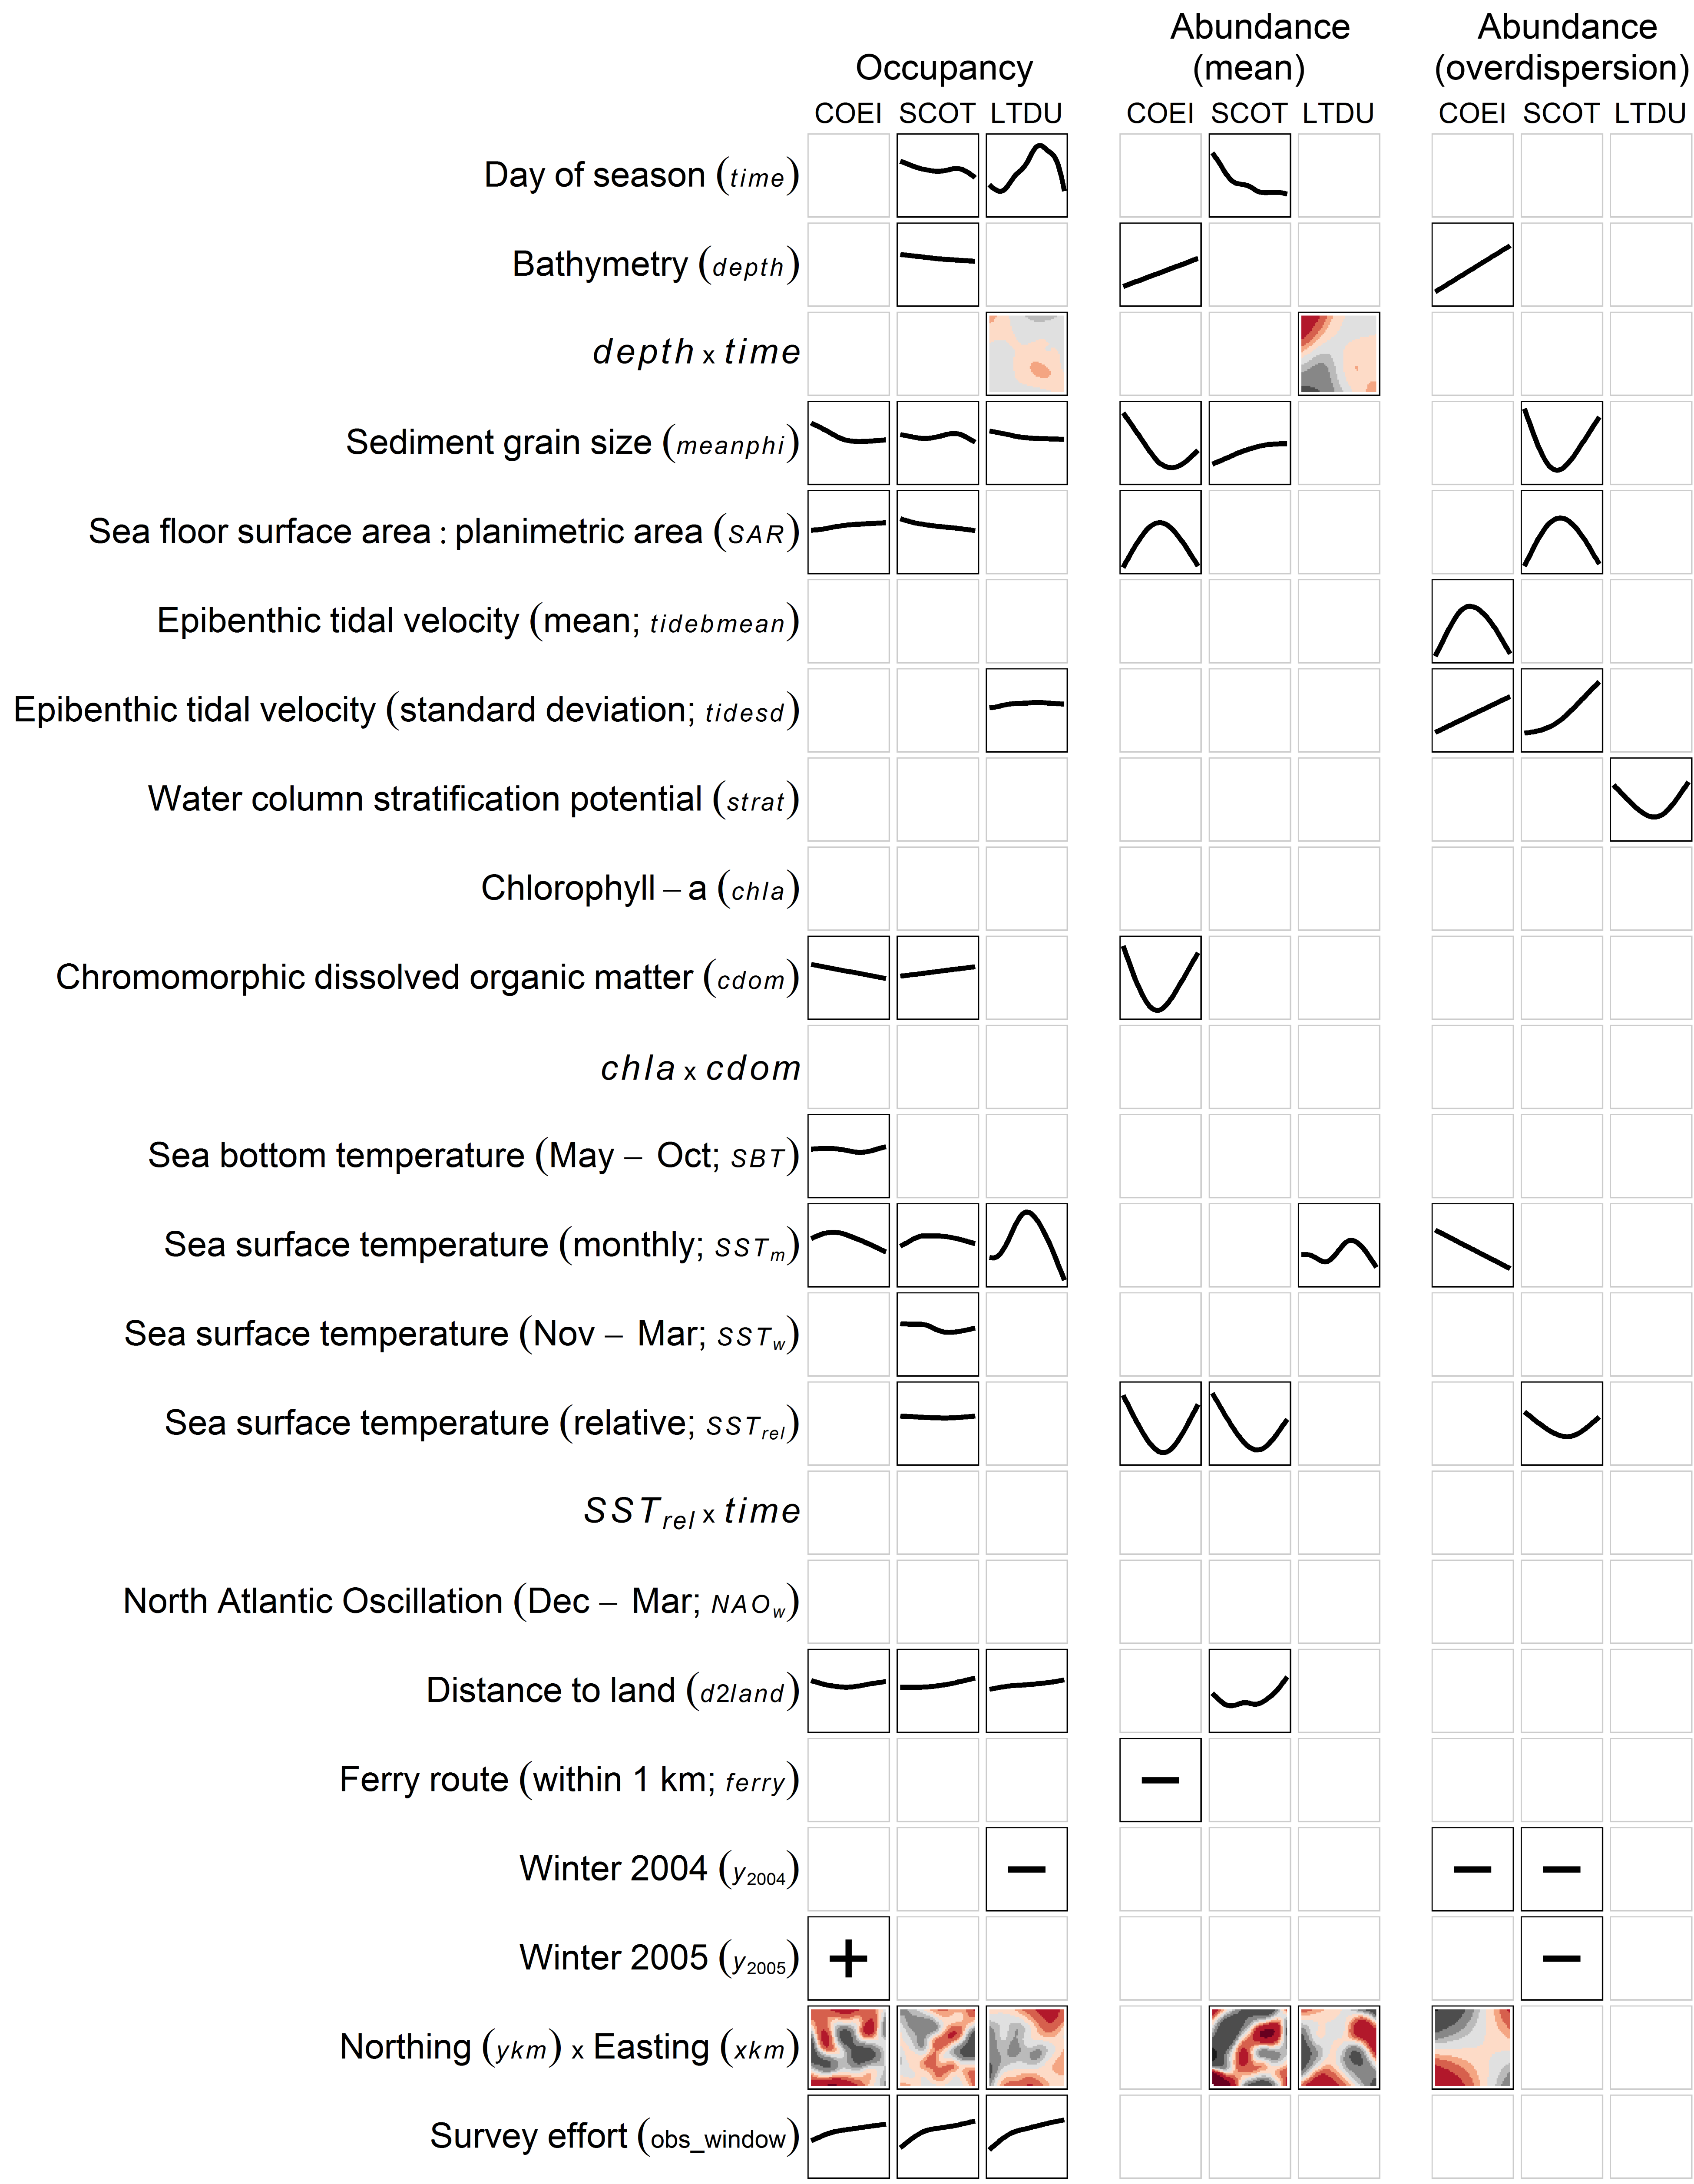 Abundance Abundance
Occupancy (mean) (overdispersion)
COEI SCOT LTDU COEI SCOT LTDU COEI SCOT LTDU
Day of season (time)
Bathymetry (depth)
depth x time
Sediment grain size (meanphi)
Sea floor surface area : planimetric area (SAR)
Epibenthic tidal velocity (mean; tidebmean)
Epibenthic tidal velocity (standard deviation; tidesd)
Water column stratification potential (strat)
Chlorophyll – a (chla)
Chromomorphic dissolved organic matter (cdom)
chla x cdom
Sea bottom temperature (May – Oct; SBT)
Sea surface temperature (monthly; SSTm)
Sea surface temperature (Nov – Mar; SSTw)
Sea surface temperature (relative; SSTrel)
SSTrel x time
North Atlantic Oscillation (Dec – Mar; NAOw)
Distance to land (d2land)
Ferry route (within 1 km; ferry)
Winter 2004 (y2004)
Winter 2005 (y2005)
Northing (ykm) x Easting (xkm)
Survey effort (obs_window)